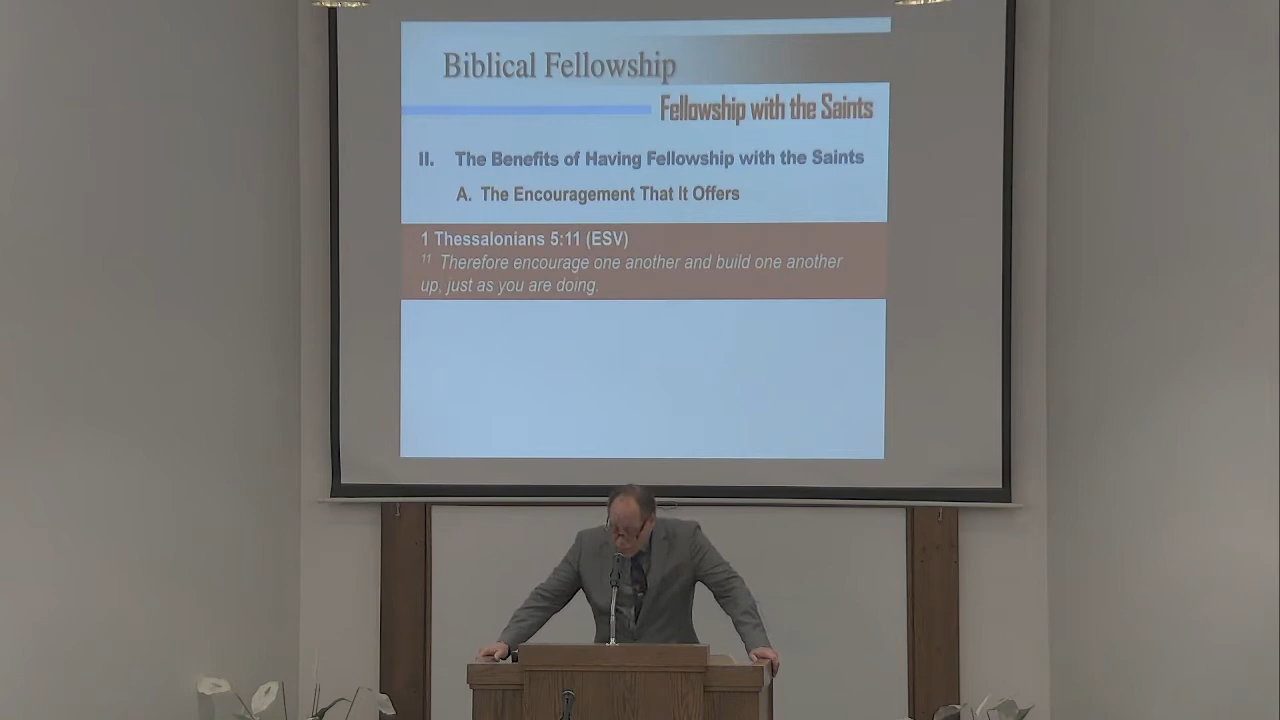 Biblical Fellowship
Fellowship with the Saints
II. The Benefits of Having Fellowship with the Saints
A. The Encouragement That It Offers
1 Thessalonians 5:11 (ESV)
11 Therefore encourage one another and build one another
up, just as you are doing.